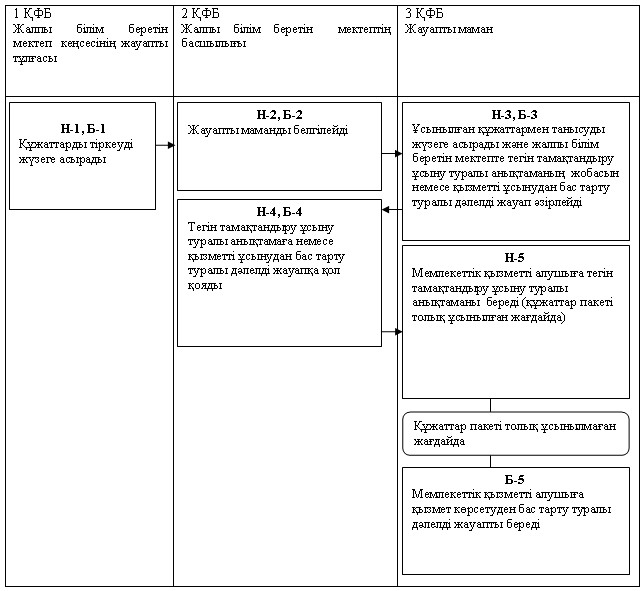 1 ҚФБ
Жалпы білім беретін
мектеп кеңсесінің жауапты
тұлғасы
2 ҚФБ
Жалпы білім беретін мектептің
басшылығы
3 ҚФБ
Жауапты маман
Н-1, Б-1
Құжаттарды тіркеуді
жүзеге асырады
Н-2, Б-2
Жауапты маманды белгілейді
Н-3, Б-3
Ұсынылған құжаттармен танысуды
жүзеге асырады және жалпы білім
беретін мектепте тегін тамақтандыру
ұсыну туралы анықтаманың жобасын
немесе қызметті ұсынудан бас тарту
туралы дәлелді жауап әзірлейді
Н-4, Б-4
Тегін тамақтандыру ұсыну
туралы анықтамаға немесе
қызметті ұсынудан бас тарту
туралы дәлелді жауапқа қол
қояды
Н-5
Мемлекеттік қызметті алушыға тегін
тамақтандыру ұсыну туралы
анықтаманы береді (құжаттар пакеті
толық ұсынылған жағдайда)
Құжаттар пакеті толық ұсынылмаған
жағдайда
Б-5
Мемлекеттік қызметті алушыға
қызмет көрсетуден бас тарту туралы
дәлелді жауапты береді